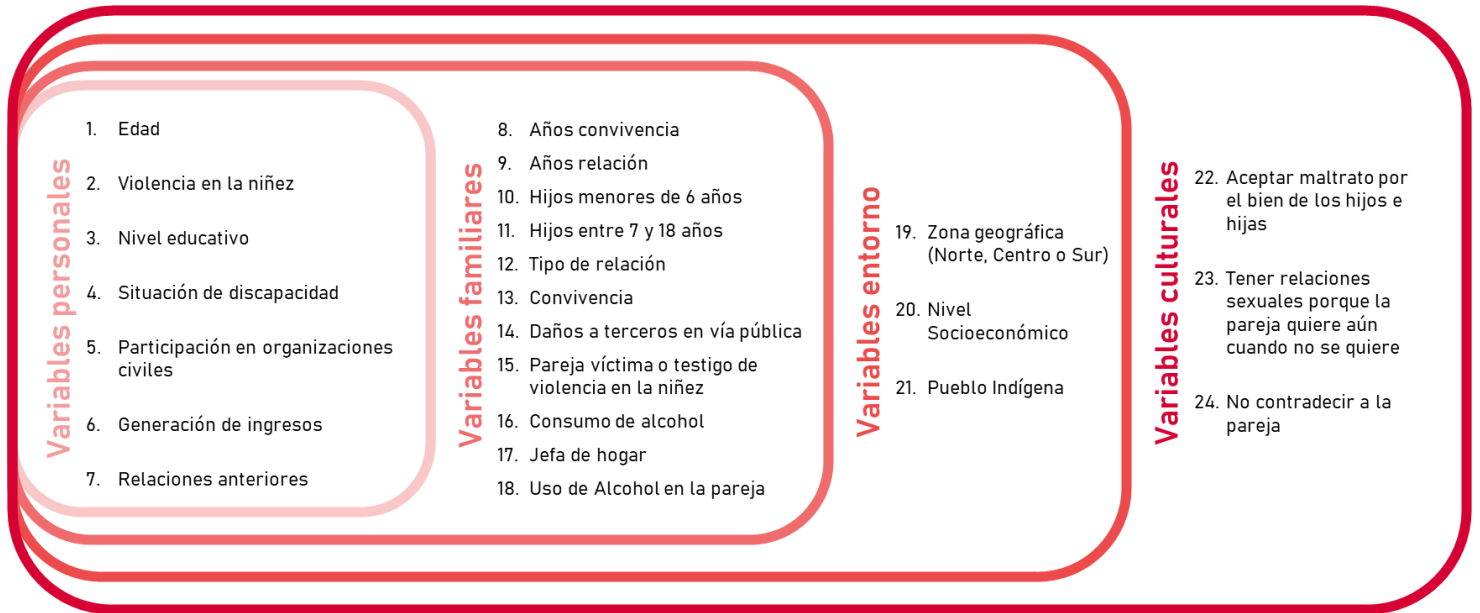 Variables personales
1. Edad
2. Violencia en la niñez
3. Nivel educativo
4. Situación de discapacidad
5. Participación en organizaciones
civiles
6. Generación de ingresos
7. Relaciones anteriores
Variables familiares
8. Años convivencia
9. Años relación
10. Hijos menores de 6 años
11. Hijos entre 7 y 18 años
12. Tipo de relación
13. Convivencia
14. Daños a terceros en vía pública
15. Pareja víctima o testigo de
violencia en la niñez
16. Consumo de alcohol
17. Jefa de hogar
18. Uso de Alcohol en la pareja
Variables entorno
19. Zona geográfica
(Norte, Centro o Sur)
20. Nivel
Socioeconómico
21. Pueblo Indígena
Variables culturales
22. Aceptar maltrato por
el bien de los hijos e
hijas
23. Tener relaciones
sexuales porque la
pareja quiere aún
cuando no se quiere
24. No contradecir a la
pareja